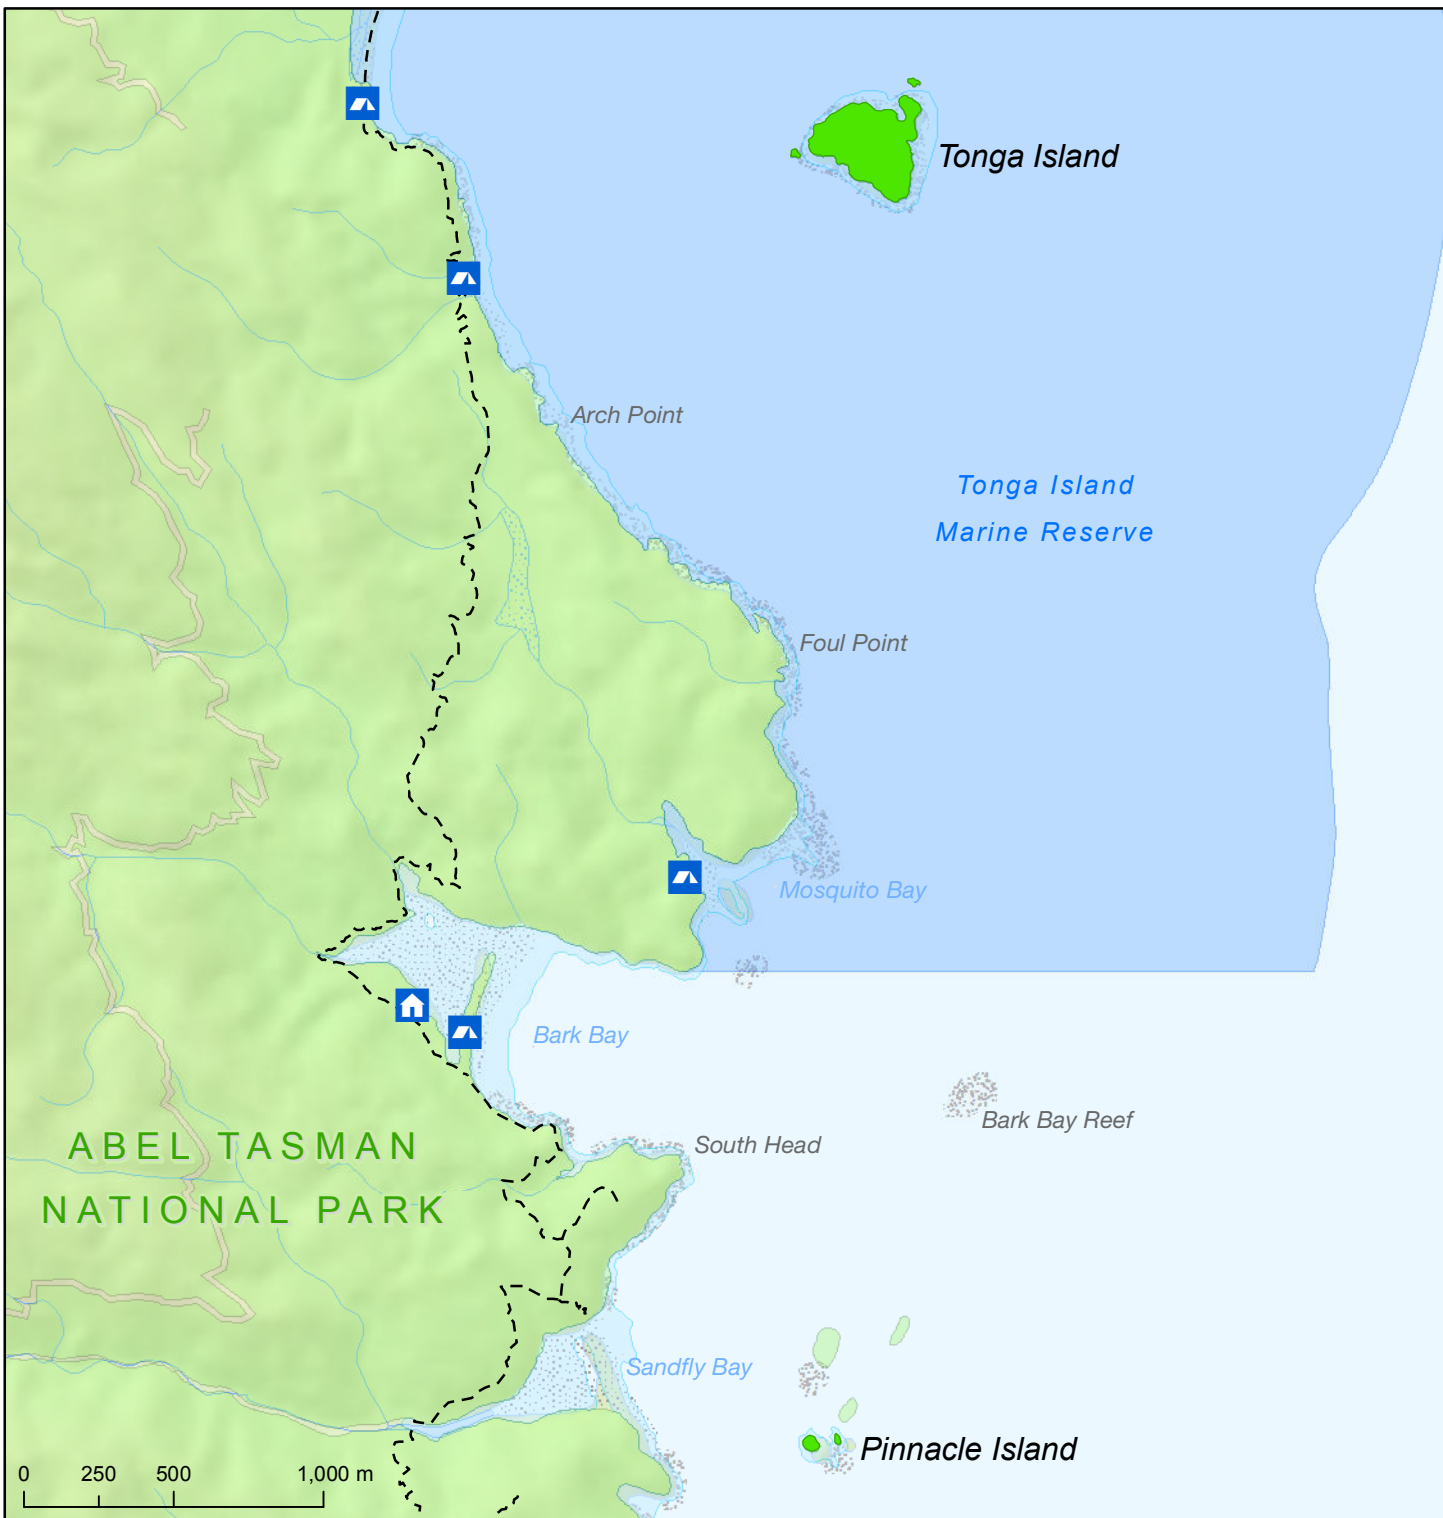 Tonga Island
Arch Point
Tonga Island
Marine Reserve
Foul Point
Mosquito Bay
Bark Bay
Bark Bay Reef
South Head
ABEL TASMAN
NATIONAL PARK
Sandfly Bay
Pinnacle Island
0 250 500 1,000 m